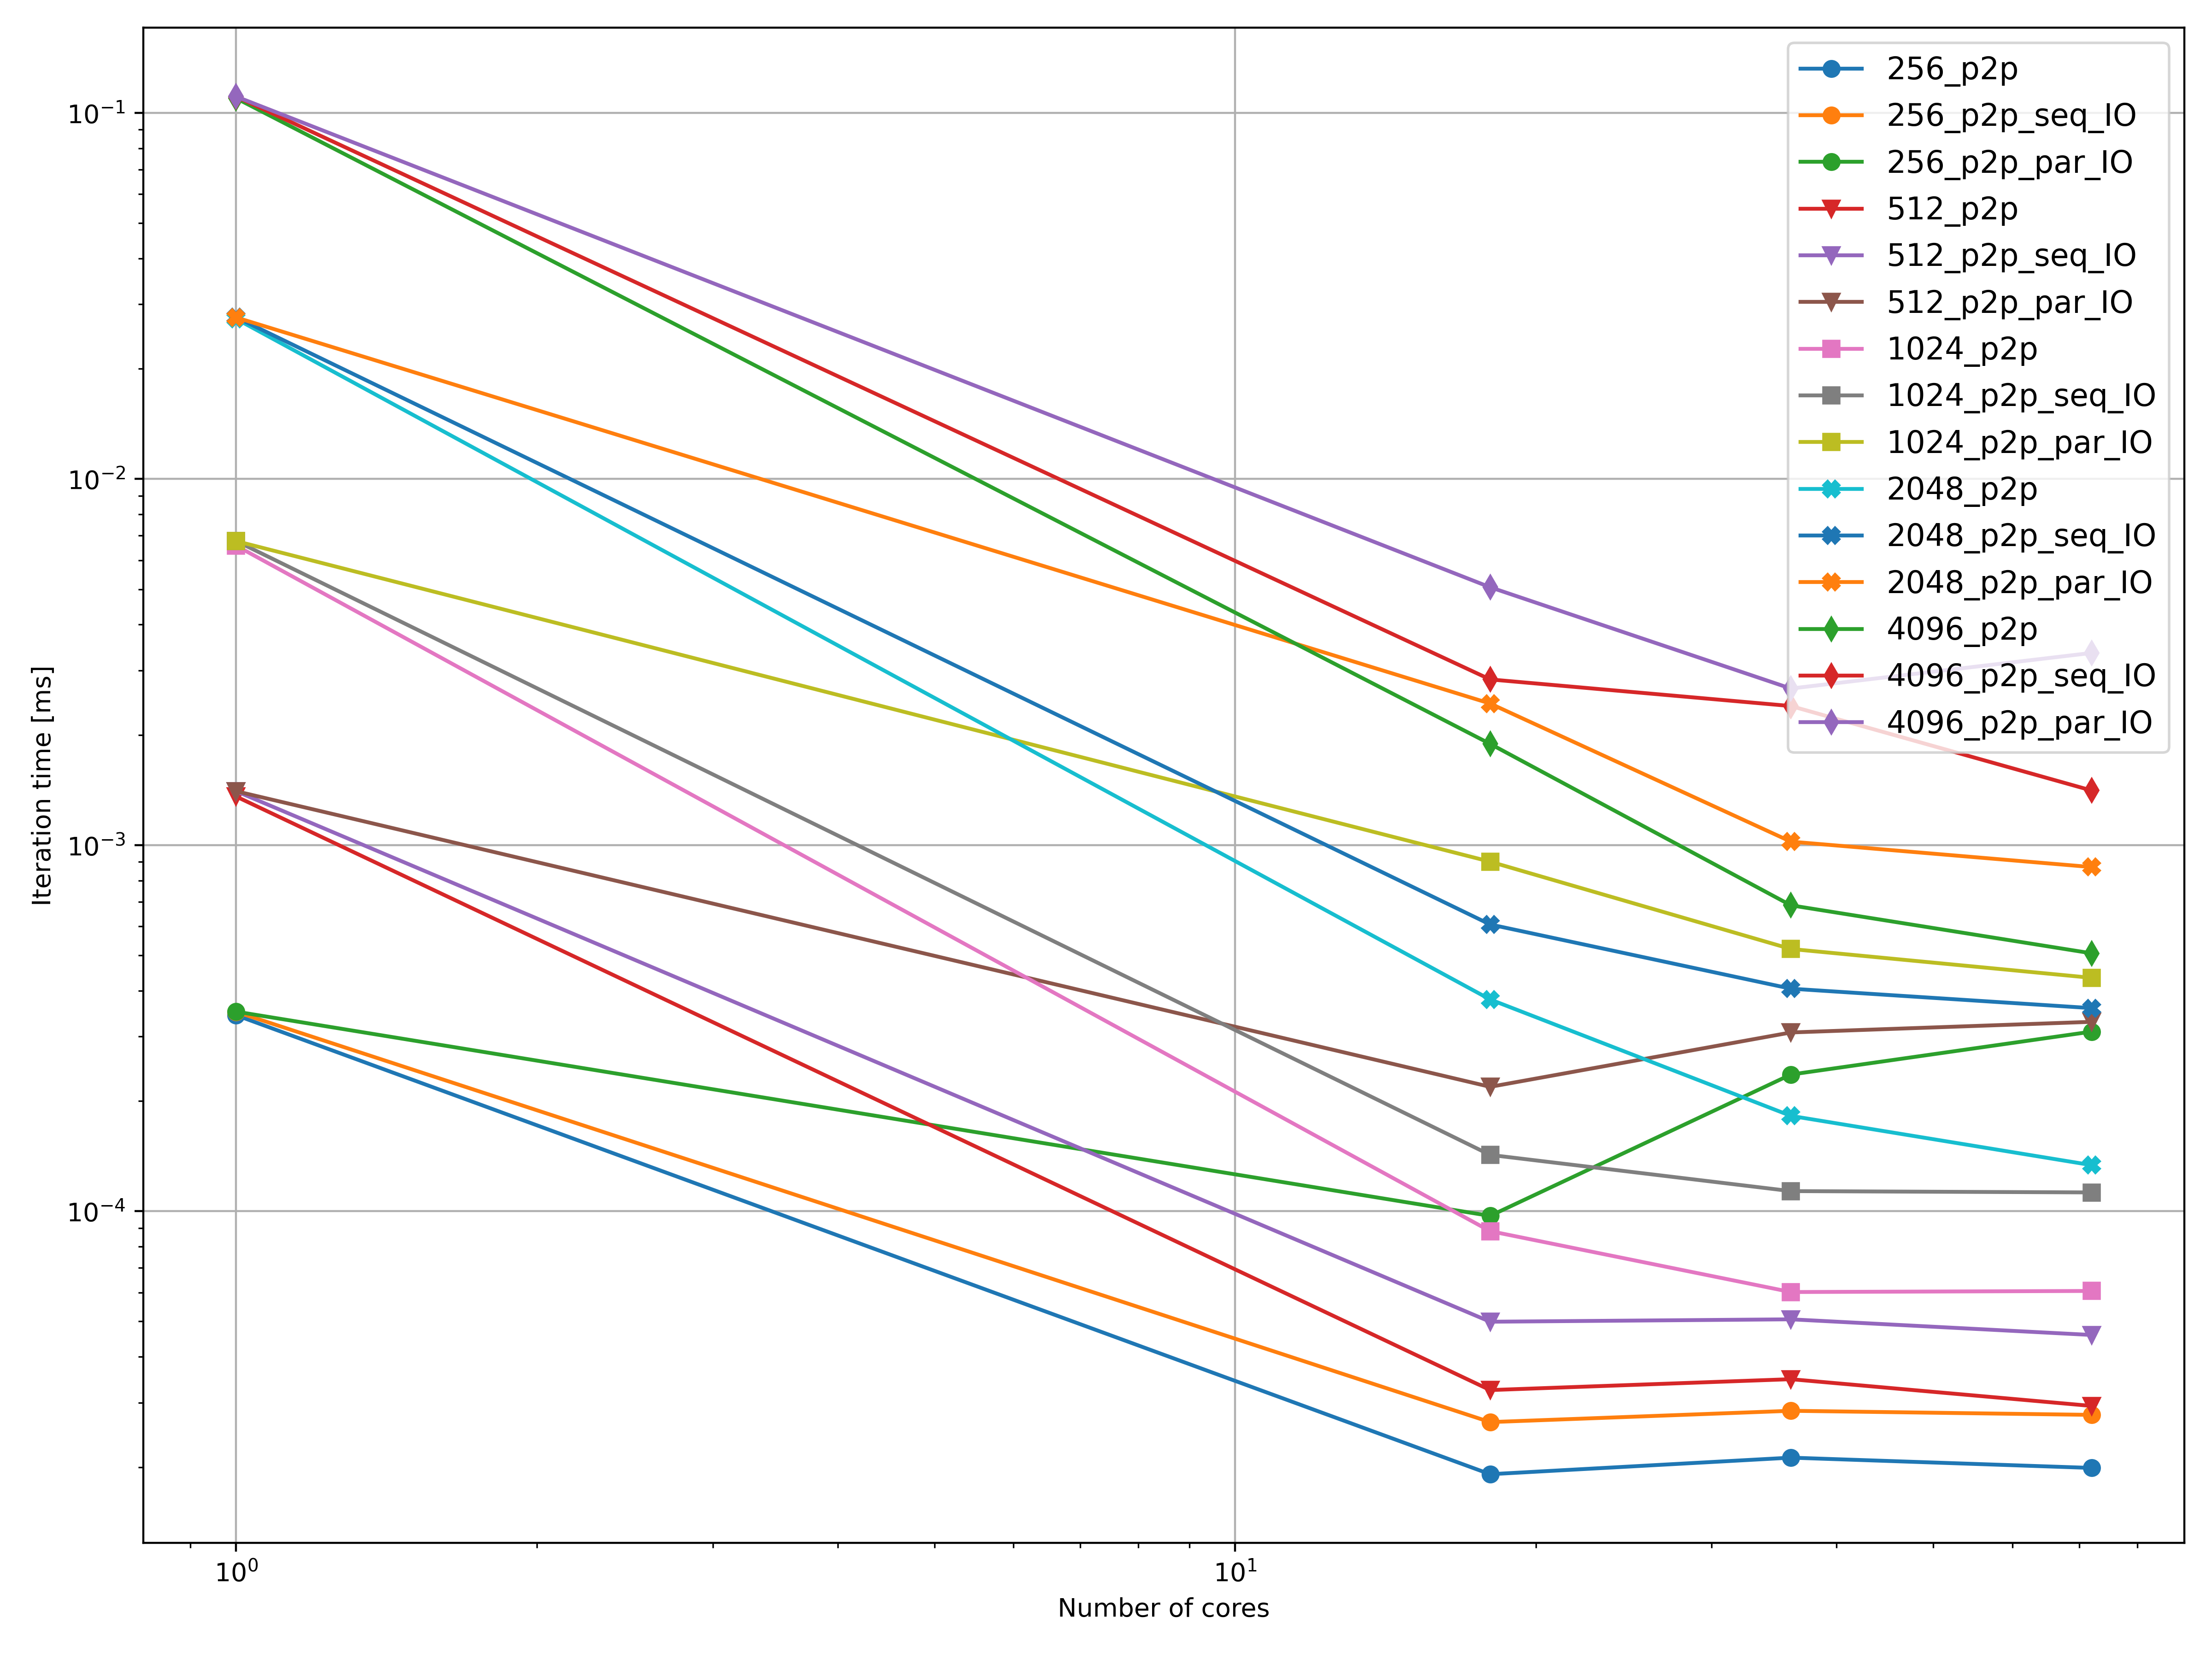 256_p2p
256_p2p_seq_IO
256_p2p_par_IO
512_p2p
512_p2p_seq_IO
512_p2p_par_IO
1024_p2p
1024_p2p_seq_IO
1024_p2p_par_IO
2048_p2p
2048_p2p_seq_IO
2048_p2p_par_IO
4096_p2p
4096_p2p_seq_IO
4096_p2p_par_IO
Iteration time [ms]
10⁻¹
10⁻²
10⁻³
10⁻⁴
10⁰ 10¹
Number of cores